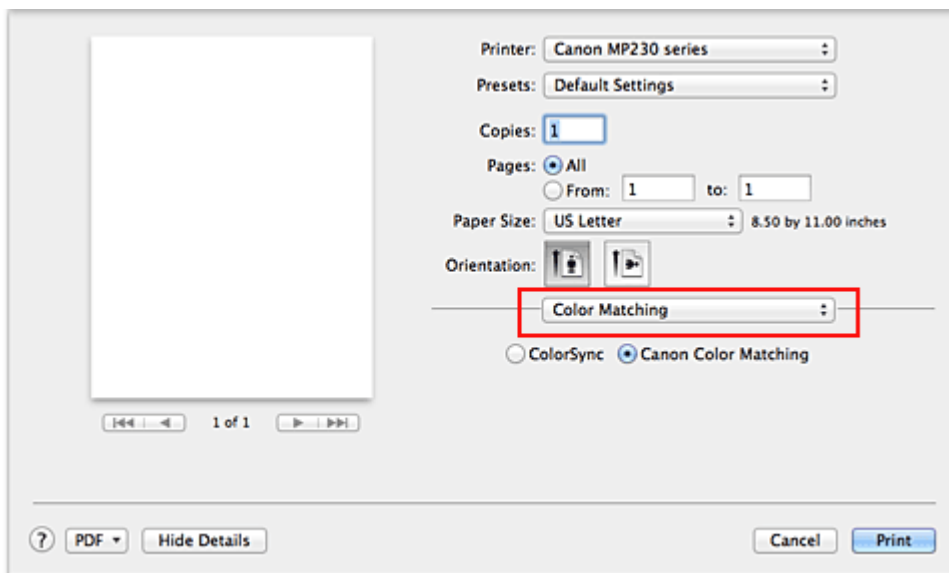 Printer: Canon MP230 series
Presets: Default Settings
Copies: 1
Pages: All
From: 1 to: 1
Paper Size: US Letter 8.50 by 11.00 inches
Orientation:
Color Matching
ColorSync Canon Color Matching
1 of 1
? PDF Hide Details Cancel Print